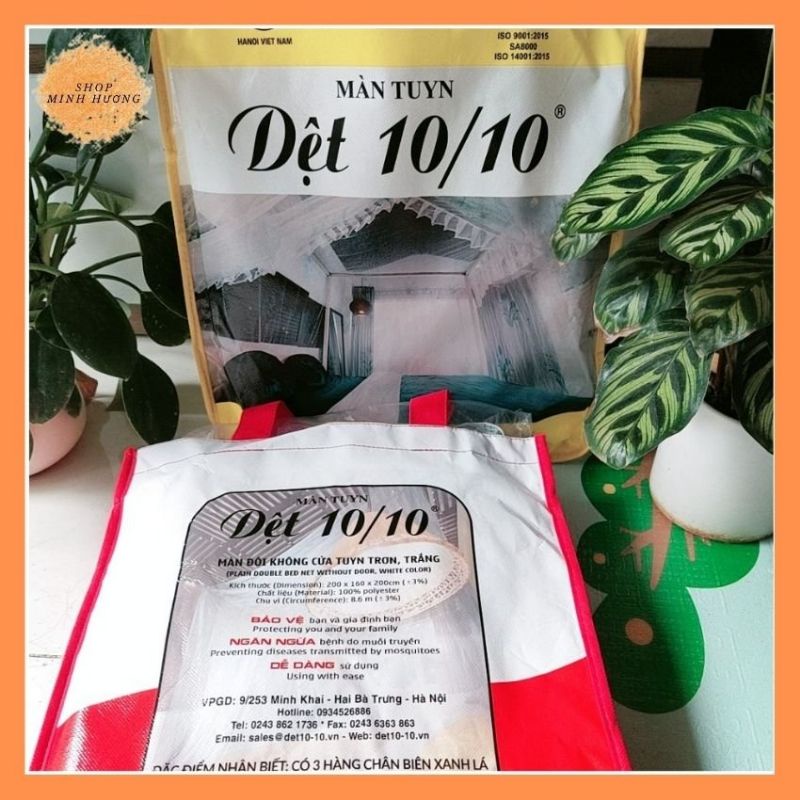 SHOP
MINH HƯƠNG
HANOI VIET NAM
ISO 9001:2015
SA8000
ISO 14001:2015
MÀN TUYN
Dệt 10/10®
MÀN TUYN
Dệt 10/10®
MÀN ĐÔI KHÔNG CỬA TUYN TRƠN, TRẮNG
(PLAIN DOUBLE BED NET WITHOUT DOOR, WHITE COLOR)
Kích thước (Dimension): 200 x 160 x 200cm (±3%)
Chất liệu (Material): 100% polyester
Chu vi (Circumference): 8.6 m (±3%)
BẢO VỆ bạn và gia đình bạn
Protecting you and your family
NGĂN NGỪA bệnh do muỗi truyền
Preventing diseases transmitted by mosquitoes
DỄ DÀNG sử dụng
Using with ease
VPGD: 9/253 Minh Khai - Hai Bà Trưng - Hà Nội
Hotline: 0934526886
Tel: 0243 862 1736 * Fax: 0243 6363 863
Email: sales@det10-10.vn - Web: det10-10.vn
ĐẶC ĐIỂM NHẬN BIẾT: CÓ 3 HÀNG CHÂN BIÊN XANH LÁ